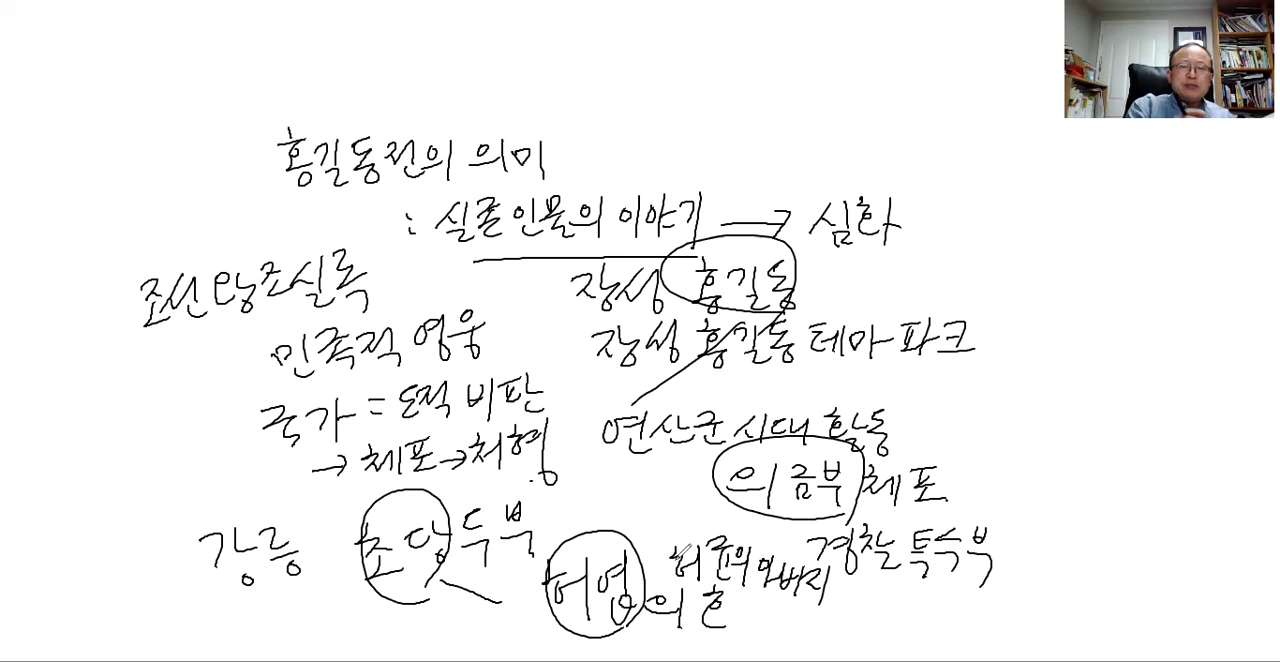 홍길동전의 의미
: 실존인물의 이야기 → 심화
조선왕조실록
장성 홍길동
민족적 영웅
장성 홍길동 테마파크
국가 = 도적 비판
→ 체포 → 처형
연산군 시대 활동
의금부 체포
경찰 특수부
강릉 초당 두부
허엽의 호
허균의 아버지